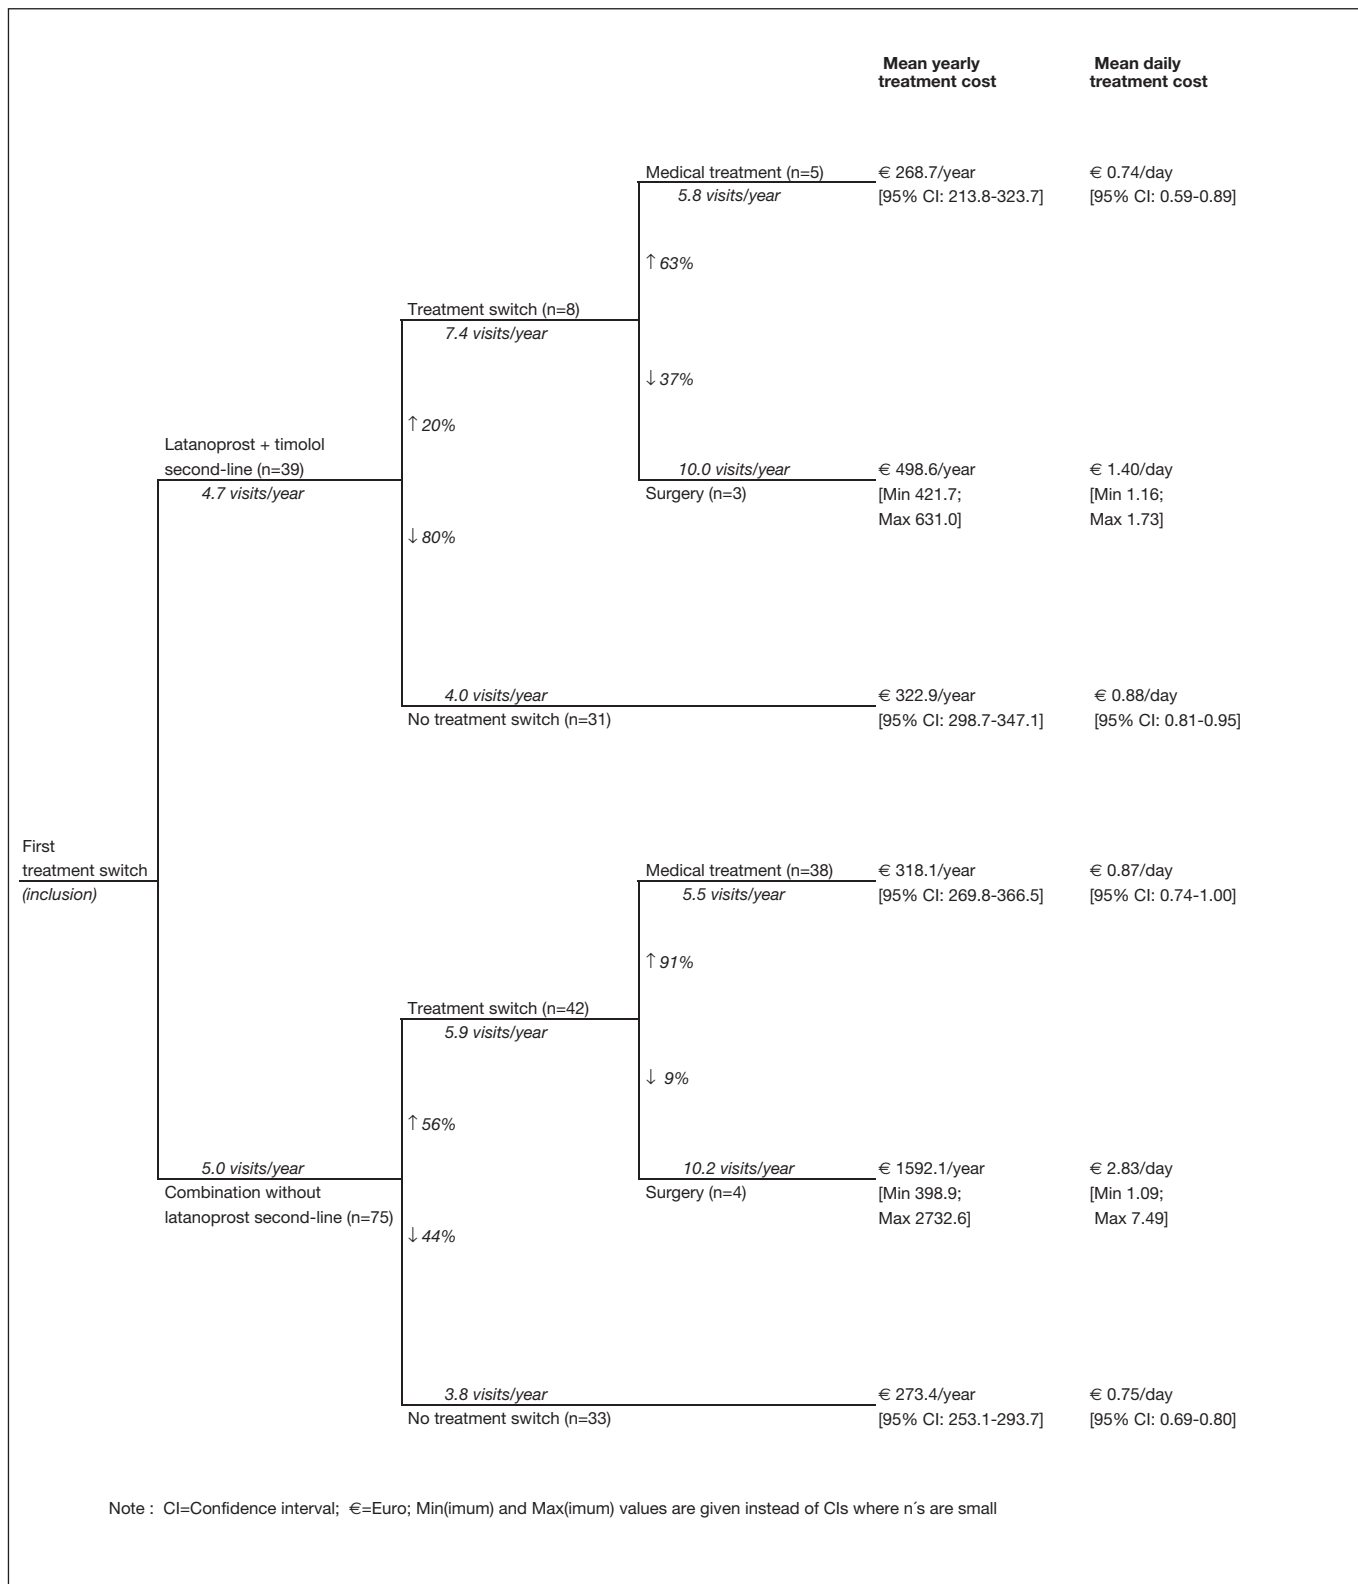 Mean yearly
treatment cost
Mean daily
treatment cost
Medical treatment (n=5)
5.8 visits/year
€ 268.7/year
[95% CI: 213.8-323.7]
€ 0.74/day
[95% CI: 0.59-0.89]
↑ 63%
Treatment switch (n=8)
7.4 visits/year
↓ 37%
↑ 20%
Latanoprost + timolol
second-line (n=39)
4.7 visits/year
10.0 visits/year
Surgery (n=3)
€ 498.6/year
[Min 421.7;
Max 631.0]
€ 1.40/day
[Min 1.16;
Max 1.73]
↓ 80%
4.0 visits/year
No treatment switch (n=31)
€ 322.9/year
[95% CI: 298.7-347.1]
€ 0.88/day
[95% CI: 0.81-0.95]
First
treatment switch
(inclusion)
Medical treatment (n=38)
5.5 visits/year
€ 318.1/year
[95% CI: 269.8-366.5]
€ 0.87/day
[95% CI: 0.74-1.00]
↑ 91%
Treatment switch (n=42)
5.9 visits/year
↓ 9%
↑ 56%
5.0 visits/year
Combination without
latanoprost second-line (n=75)
10.2 visits/year
Surgery (n=4)
€ 1592.1/year
[Min 398.9;
Max 2732.6]
€ 2.83/day
[Min 1.09;
Max 7.49]
↓ 44%
3.8 visits/year
No treatment switch (n=33)
€ 273.4/year
[95% CI: 253.1-293.7]
€ 0.75/day
[95% CI: 0.69-0.80]
Note : CI=Confidence interval; €=Euro; Min(imum) and Max(imum) values are given instead of CIs where n´s are small